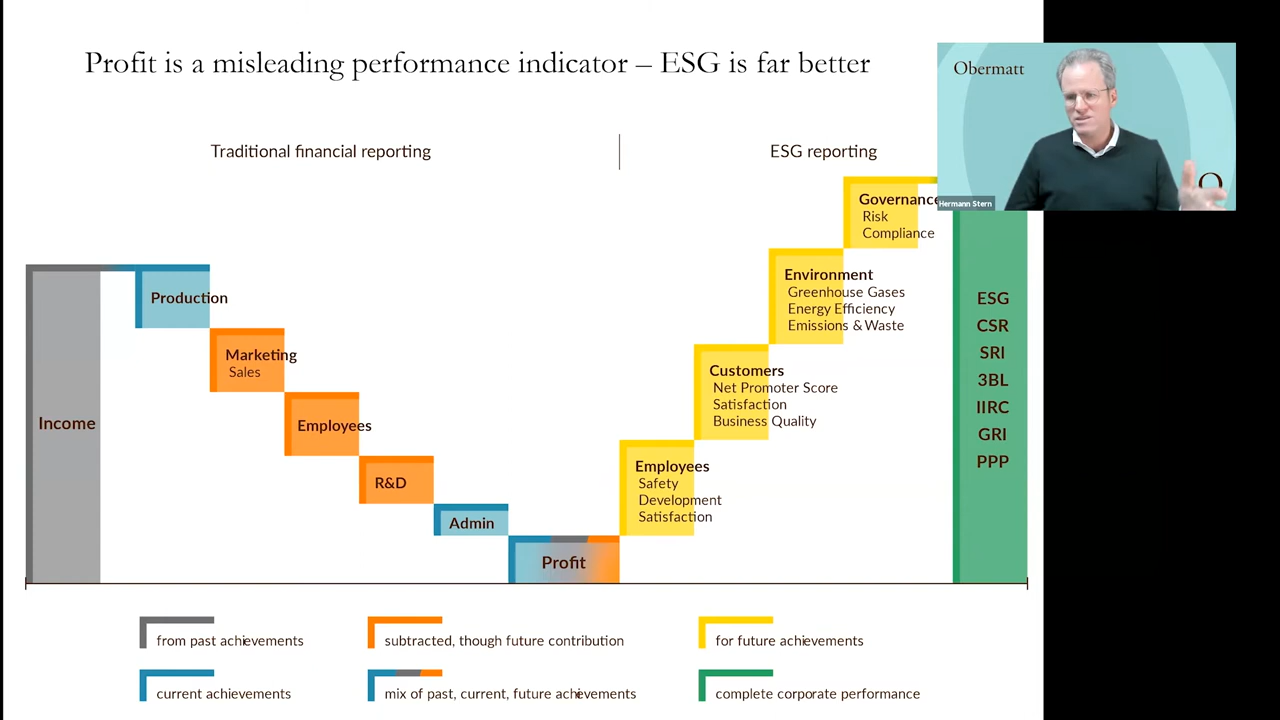 Profit is a misleading performance indicator – ESG is far better
Obermatt
O
Hermann Stern
Traditional financial reporting
ESG reporting
Income
Production
Marketing
Sales
Employees
R&D
Admin
Profit
Employees
Safety
Development
Satisfaction
Customers
Net Promoter Score
Satisfaction
Business Quality
Environment
Greenhouse Gases
Energy Efficiency
Emissions & Waste
Governance
Risk
Compliance
ESG
CSR
SRI
3BL
IIRC
GRI
PPP
from past achievements
subtracted, though future contribution
for future achievements
current achievements
mix of past, current, future achievements
complete corporate performance